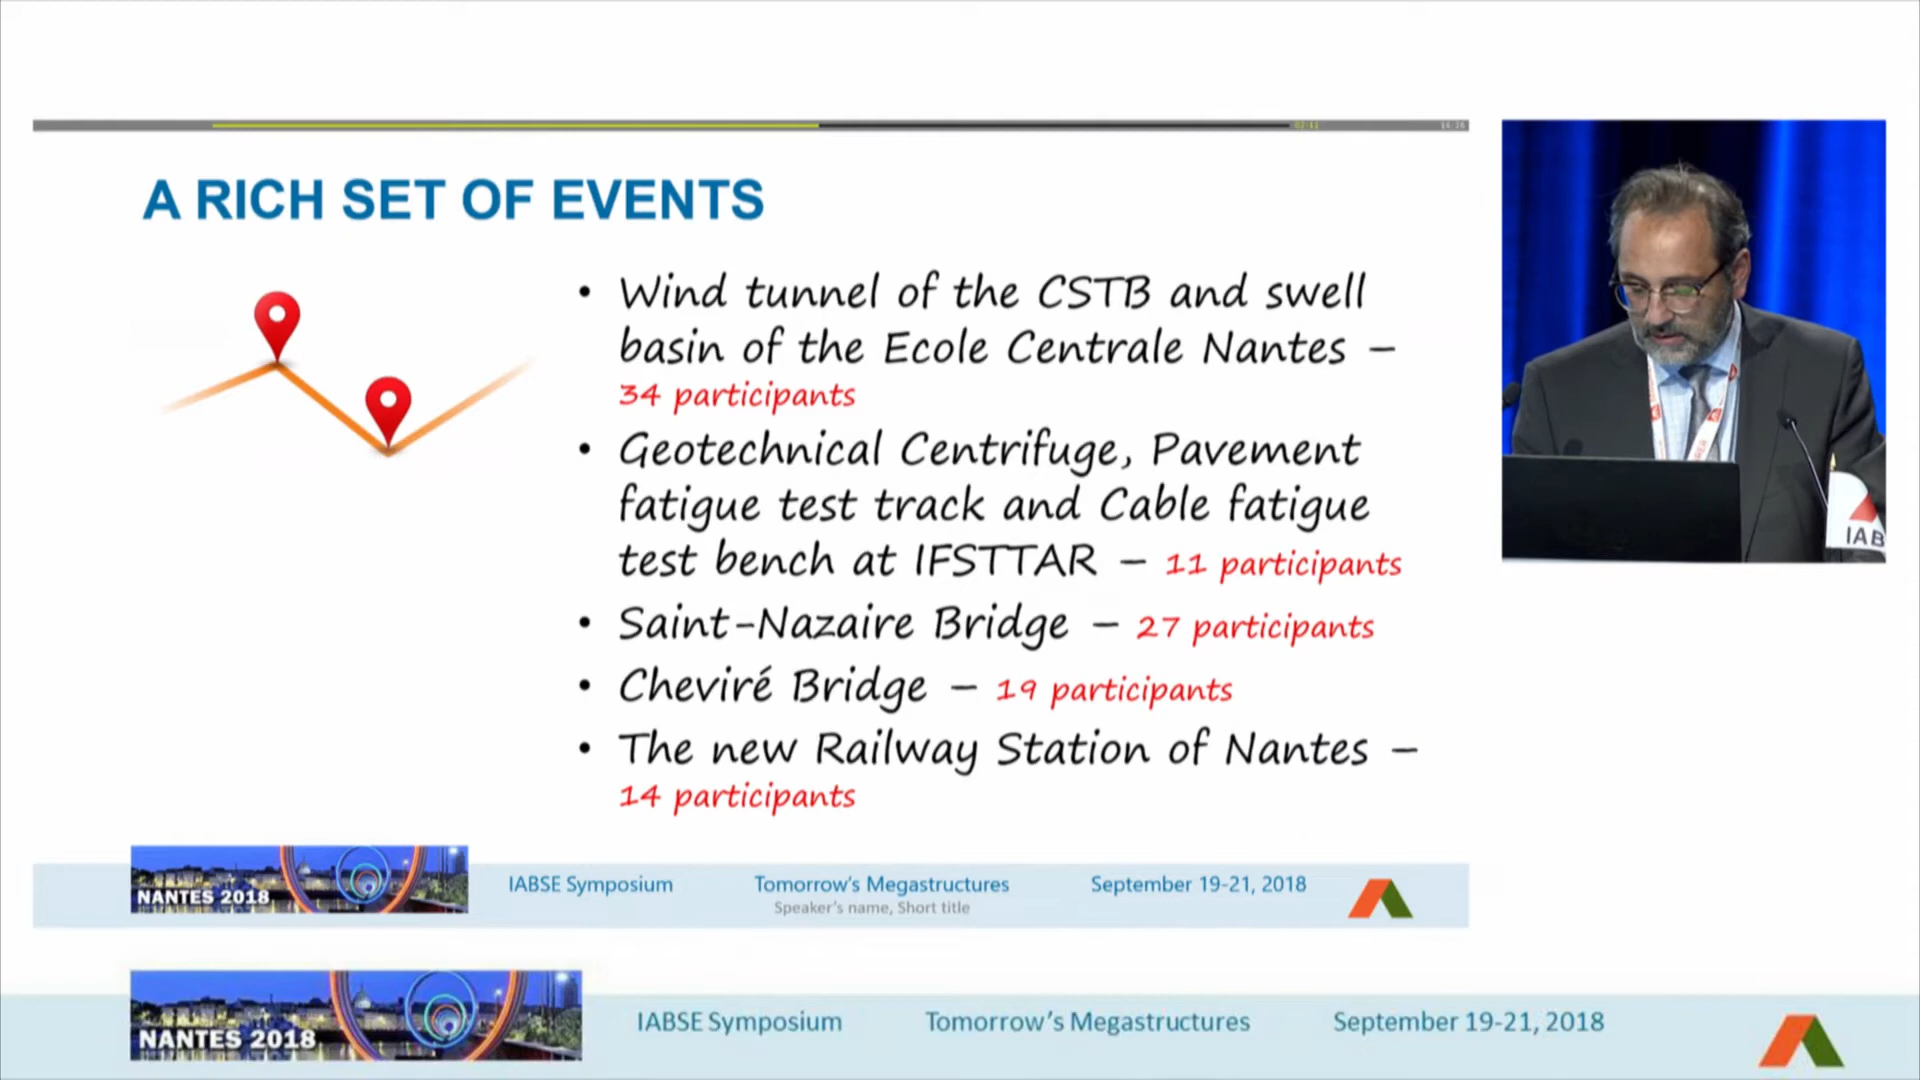 02:11
A RICH SET OF EVENTS
• Wind tunnel of the CSTB and swell
basin of the Ecole Centrale Nantes –
34 participants
• Geotechnical Centrifuge, Pavement
fatigue test track and Cable fatigue
test bench at IFSTTAR – 11 participants
• Saint-Nazaire Bridge – 27 participants
• Cheviré Bridge – 19 participants
• The new Railway Station of Nantes –
14 participants
IAB
NANTES 2018
IABSE Symposium Tomorrow's Megastructures September 19-21, 2018
Speaker's name, Short title
NANTES 2018
IABSE Symposium Tomorrow's Megastructures September 19-21, 2018